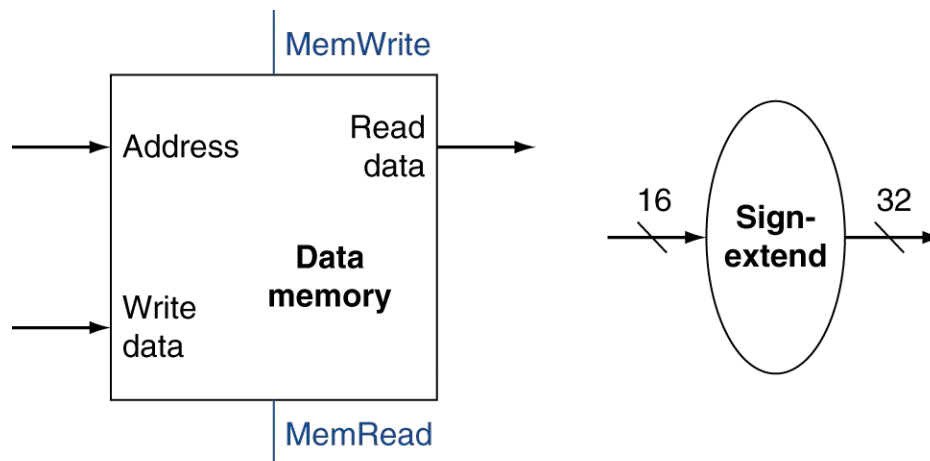 MemWrite
Address
Read
data
Data
memory
Write
data
MemRead
16
Sign-
extend
32